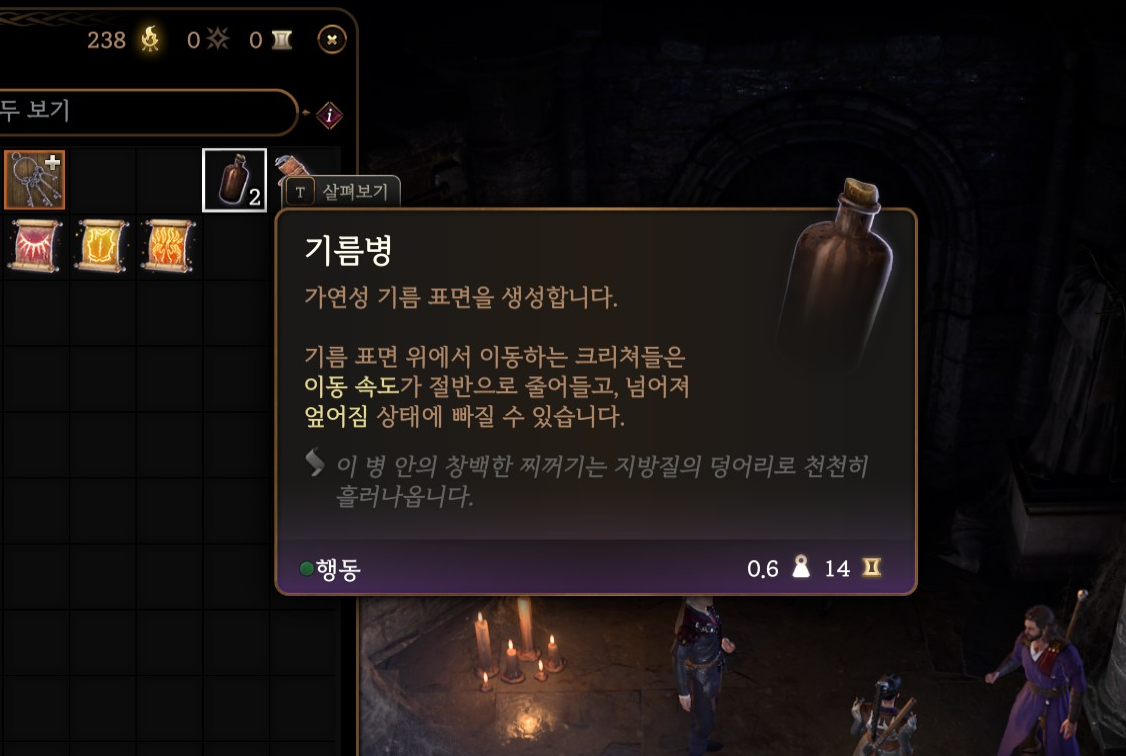 238 0 0
두 보기
i
2
T 살펴보기
기름병
가연성 기름 표면을 생성합니다.
기름 표면 위에서 이동하는 크리쳐들은
이동 속도가 절반으로 줄어들고, 넘어져
엎어짐 상태에 빠질 수 있습니다.
이 병 안의 창백한 찌꺼기는 지방질의 덩어리로 천천히
흘러나옵니다.
행동 0.6 14